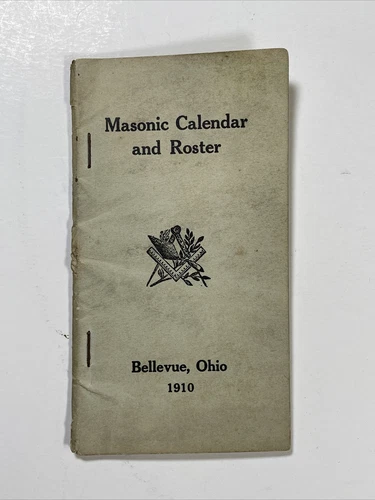 Masonic Calendar
and Roster
Bellevue, Ohio
1910